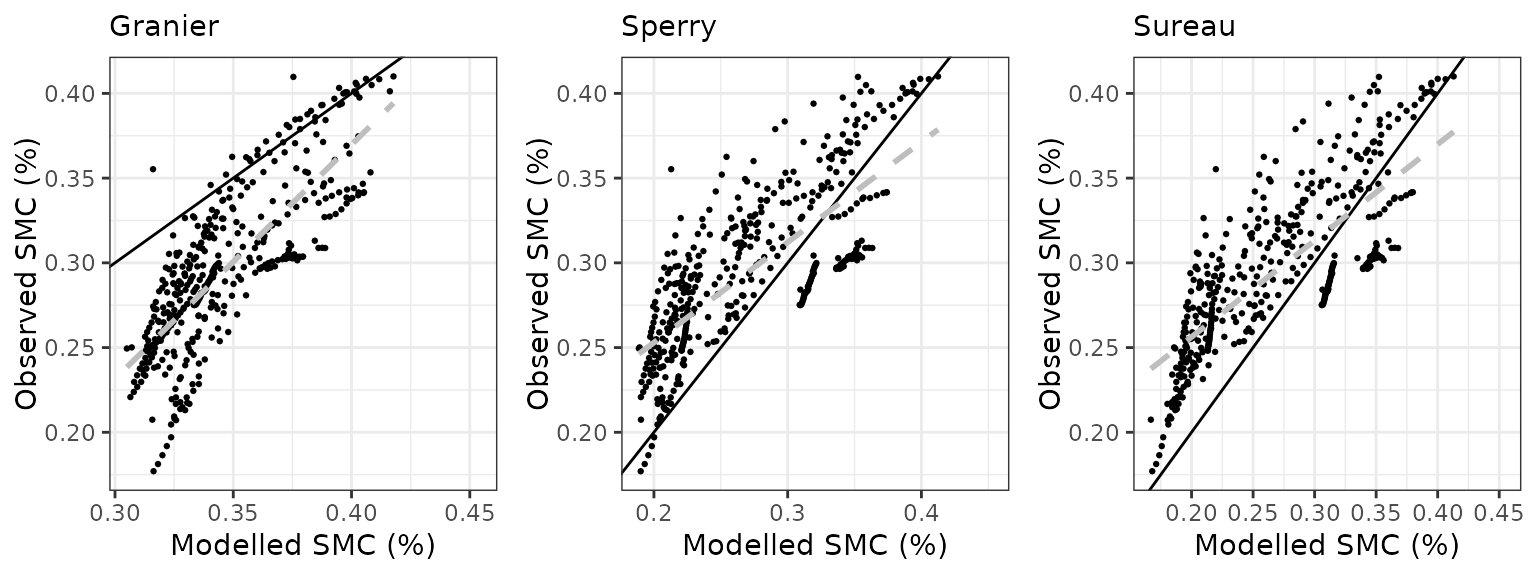 Granier
Sperry
Sureau
Observed SMC (%)
0.40
0.35
0.30
0.25
0.20
0.30 0.35 0.40 0.45
Modelled SMC (%)
Observed SMC (%)
0.40
0.35
0.30
0.25
0.20
0.2 0.3 0.4
Modelled SMC (%)
Observed SMC (%)
0.40
0.35
0.30
0.25
0.20
0.20 0.25 0.30 0.35 0.40 0.45
Modelled SMC (%)